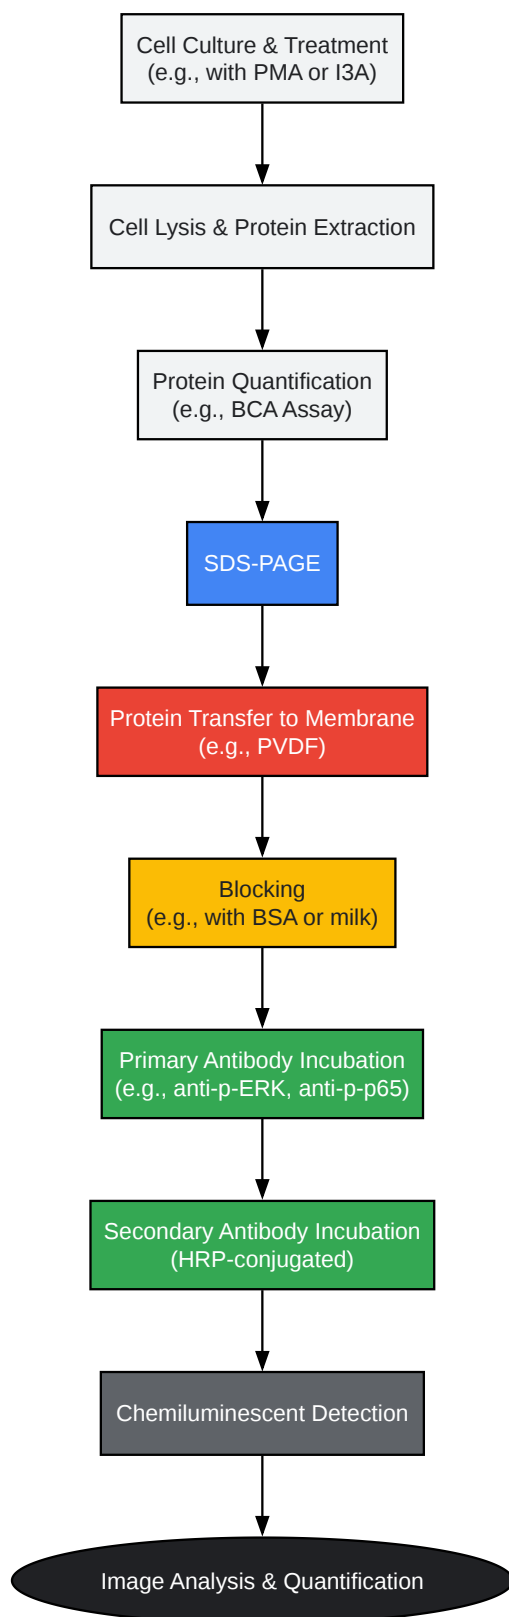 Cell Culture & Treatment
(e.g., with PMA or I3A)
Cell Lysis & Protein Extraction
Protein Quantification
(e.g., BCA Assay)
SDS-PAGE
Protein Transfer to Membrane
(e.g., PVDF)
Blocking
(e.g., with BSA or milk)
Primary Antibody Incubation
(e.g., anti-p-ERK, anti-p-p65)
Secondary Antibody Incubation
(HRP-conjugated)
Chemiluminescent Detection
Image Analysis & Quantification